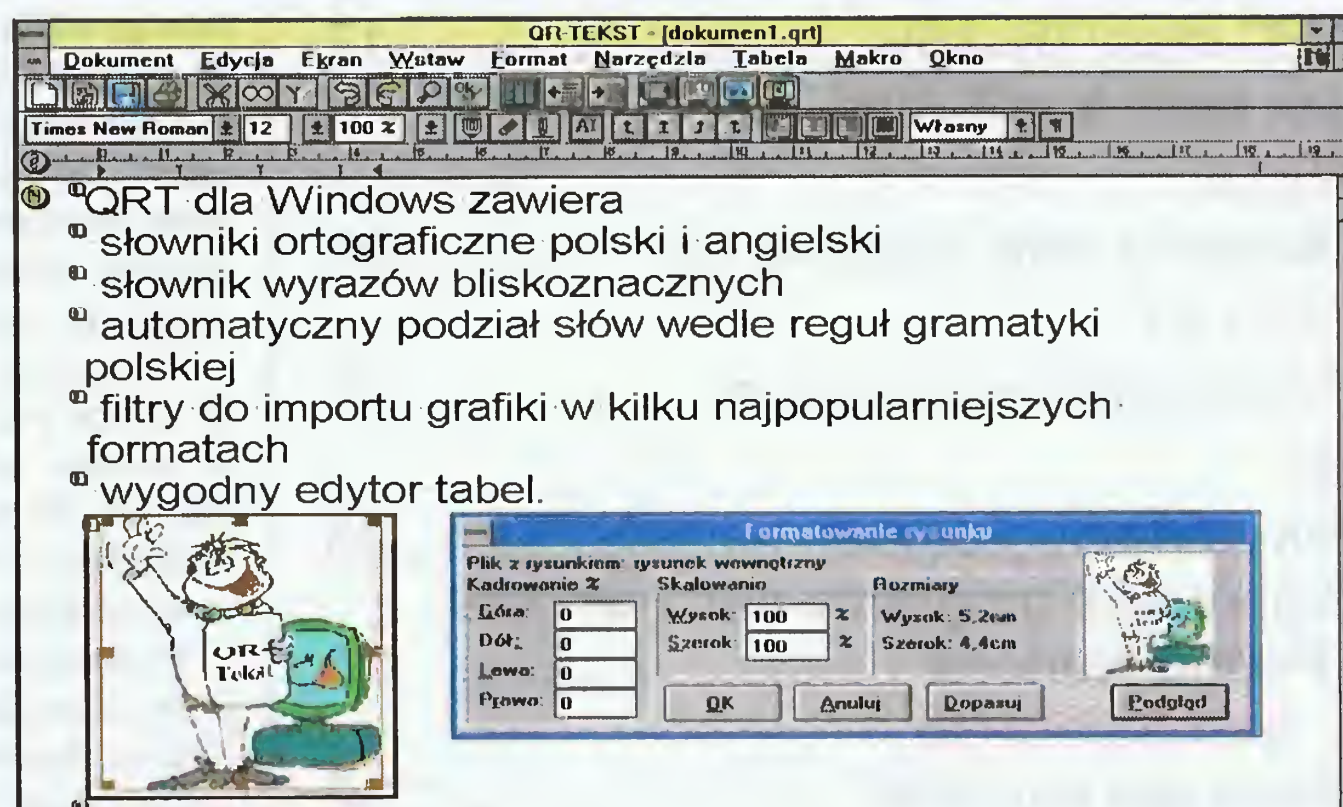 QR-TEKST - [dokumen1.qrt]
Dokument Edycja Ekran Wstaw Format Narzędzia Tabela Makro Okno
Times New Roman 12 100 % Własny
QRT dla Windows zawiera
słowniki ortograficzne polski i angielski
słownik wyrazów bliskoznacznych
automatyczny podział słów wedle reguł gramatyki
polskiej
filtry do importu grafiki w kilku najpopularniejszych
formatach
wygodny edytor tabel.
QR-
Tekst
Formatowanie rysunku
Plik z rysunkiem: rysunek wewnętrzny
Kadrowanie % Skalowanie Rozmiary
Góra: 0 Wysok: 100 % Wysok: 5,2cm
Dół: 0 Szerok: 100 % Szerok: 4,4cm
Lewo: 0
Prawo: 0 OK Anuluj Dopasuj Podgląd